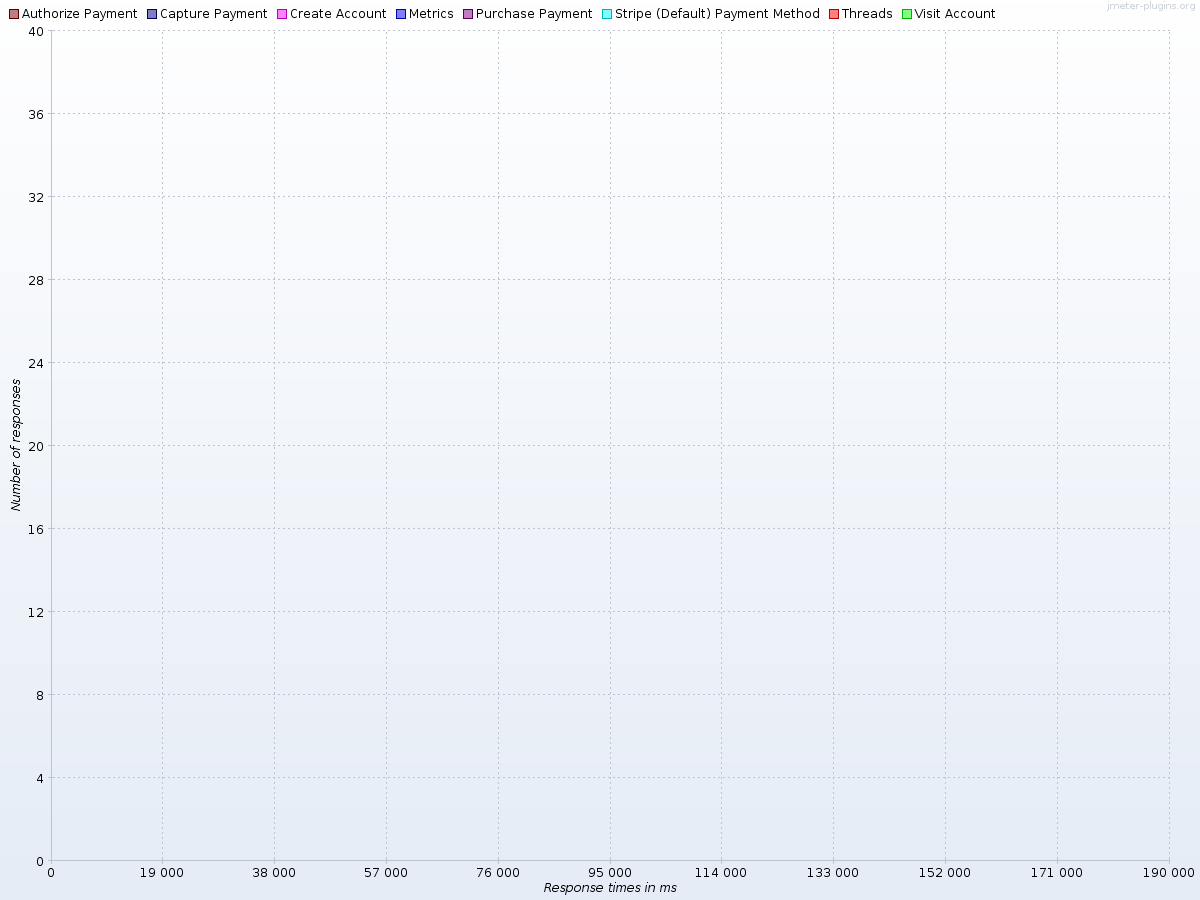 Authorize Payment Capture Payment Create Account Metrics Purchase Payment Stripe (Default) Payment Method Threads Visit Account
jmeter-plugins.org
40
36
32
28
24
20
16
12
8
4
0
Number of responses
0 19 000 38 000 57 000 76 000 95 000 114 000 133 000 152 000 171 000 190 000
Response times in ms